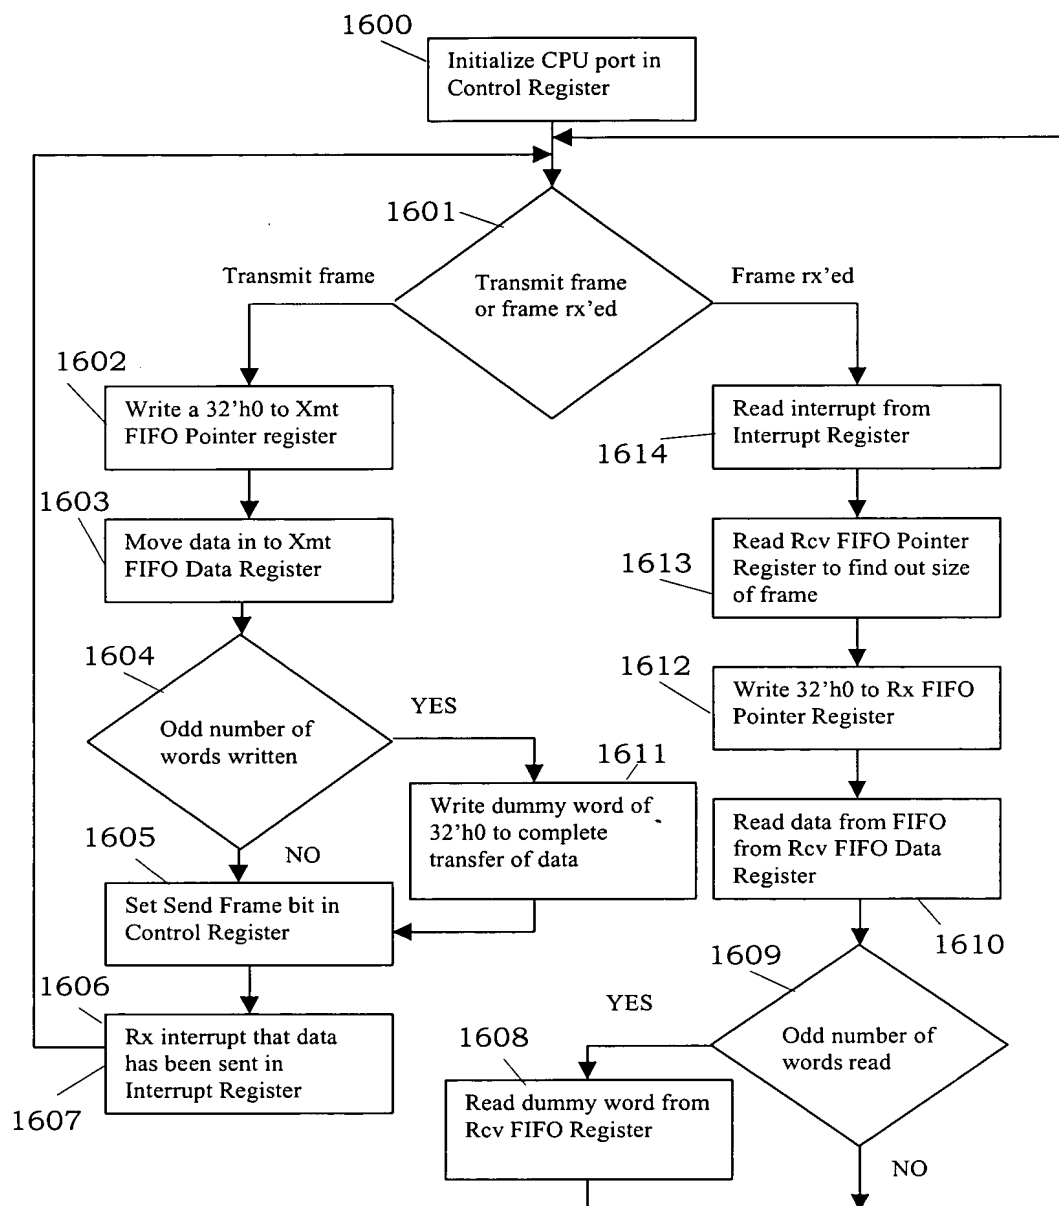 1600
Initialize CPU port in
Control Register
1601
Transmit frame
Transmit frame
or frame rx'ed
Frame rx'ed
1602
Write a 32'h0 to Xmt
FIFO Pointer register
Read interrupt from
Interrupt Register
1614
1603
Move data in to Xmt
FIFO Data Register
Read Rcv FIFO Pointer
Register to find out size
of frame
1613
1604
Odd number of
words written
YES
1612
Write 32'h0 to Rx FIFO
Pointer Register
1611
Write dummy word of
32'h0 to complete
transfer of data
Read data from FIFO
from Rcv FIFO Data
Register
1610
NO
1605
Set Send Frame bit in
Control Register
1609
Odd number of
words read
YES
1606
Rx interrupt that data
has been sent in
Interrupt Register
1607
1608
Read dummy word from
Rcv FIFO Register
NO